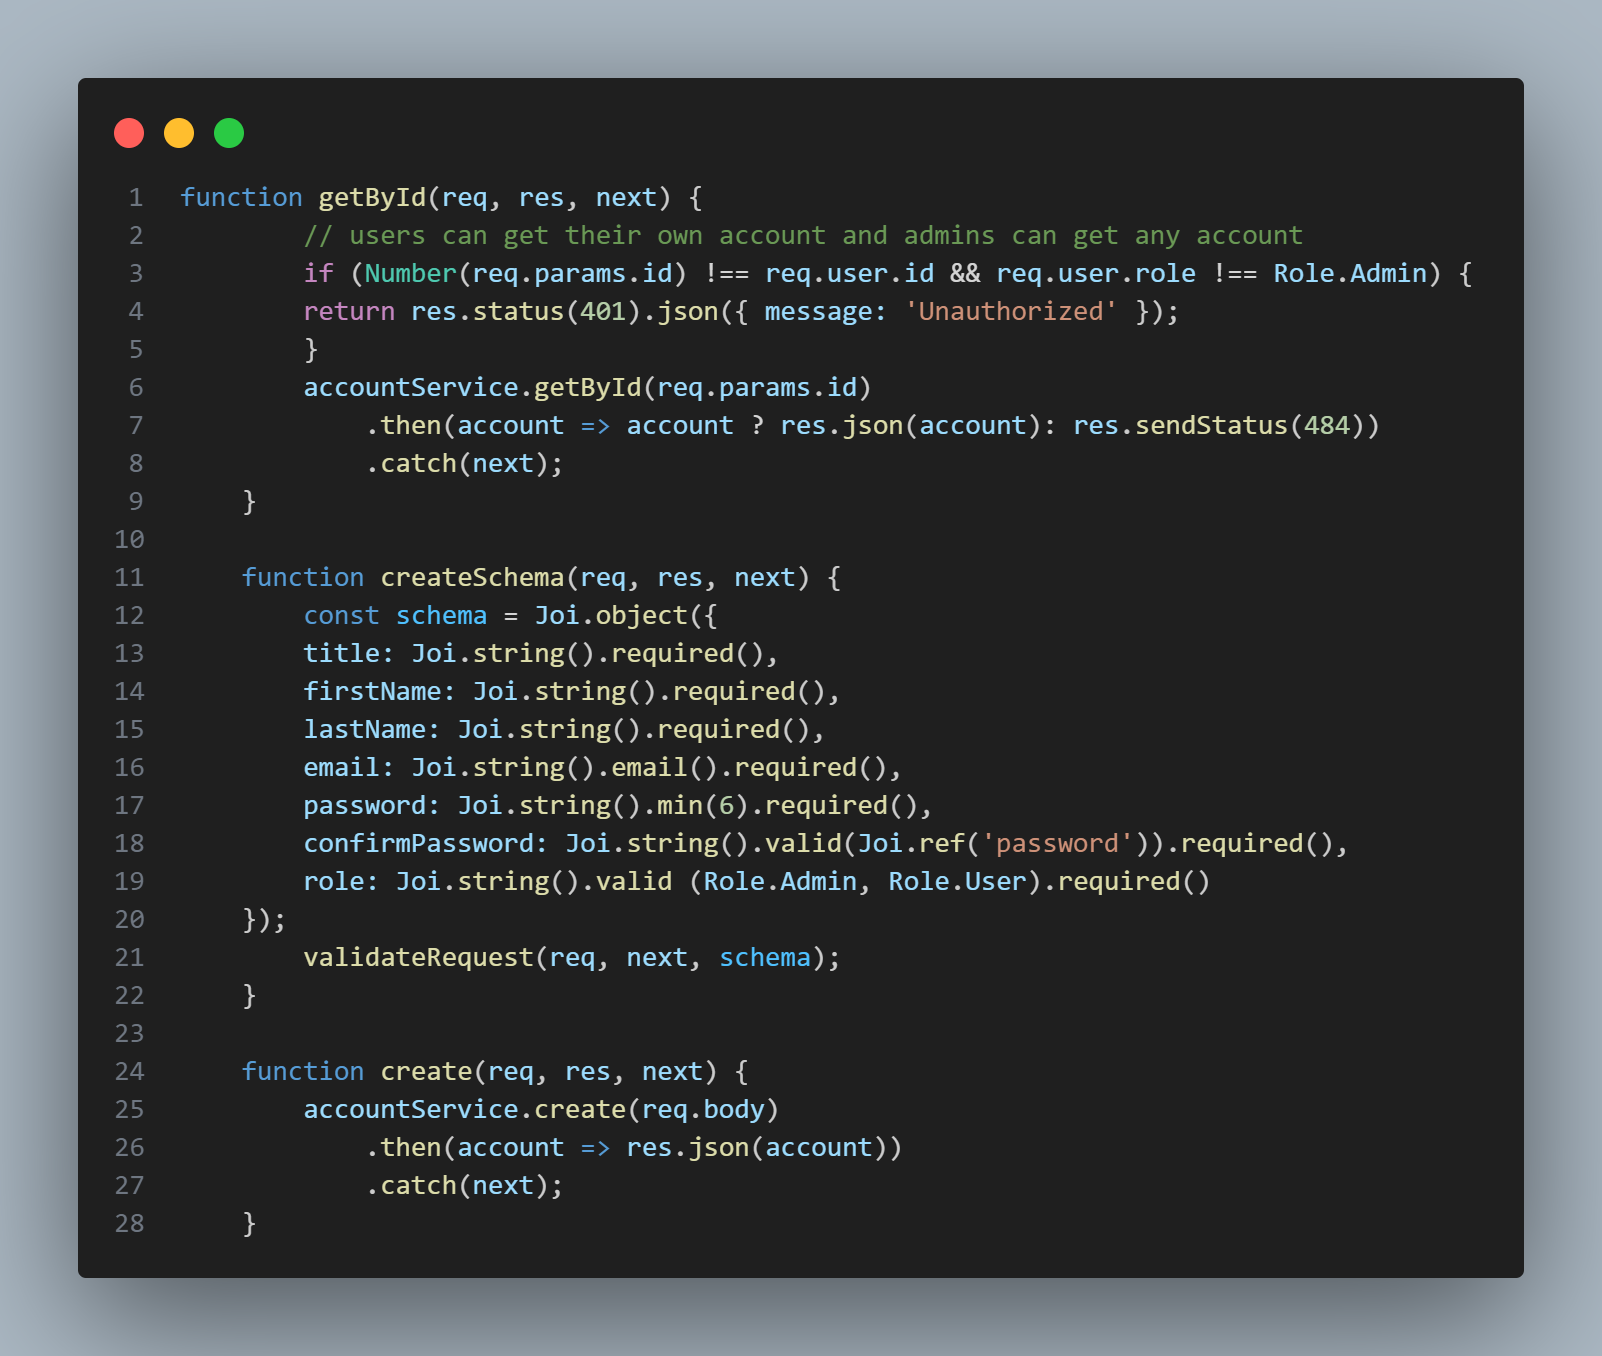 1 function getById(req, res, next) {
2 // users can get their own account and admins can get any account
3 if (Number(req.params.id) !== req.user.id && req.user.role !== Role.Admin) {
4 return res.status(401).json({ message: 'Unauthorized' });
5 }
6 accountService.getById(req.params.id)
7 .then(account => account ? res.json(account): res.sendStatus(484))
8 .catch(next);
9 }
10
11 function createSchema(req, res, next) {
12 const schema = Joi.object({
13 title: Joi.string().required(),
14 firstName: Joi.string().required(),
15 lastName: Joi.string().required(),
16 email: Joi.string().email().required(),
17 password: Joi.string().min(6).required(),
18 confirmPassword: Joi.string().valid(Joi.ref('password')).required(),
19 role: Joi.string().valid (Role.Admin, Role.User).required()
20 });
21 validateRequest(req, next, schema);
22 }
23
24 function create(req, res, next) {
25 accountService.create(req.body)
26 .then(account => res.json(account))
27 .catch(next);
28 }